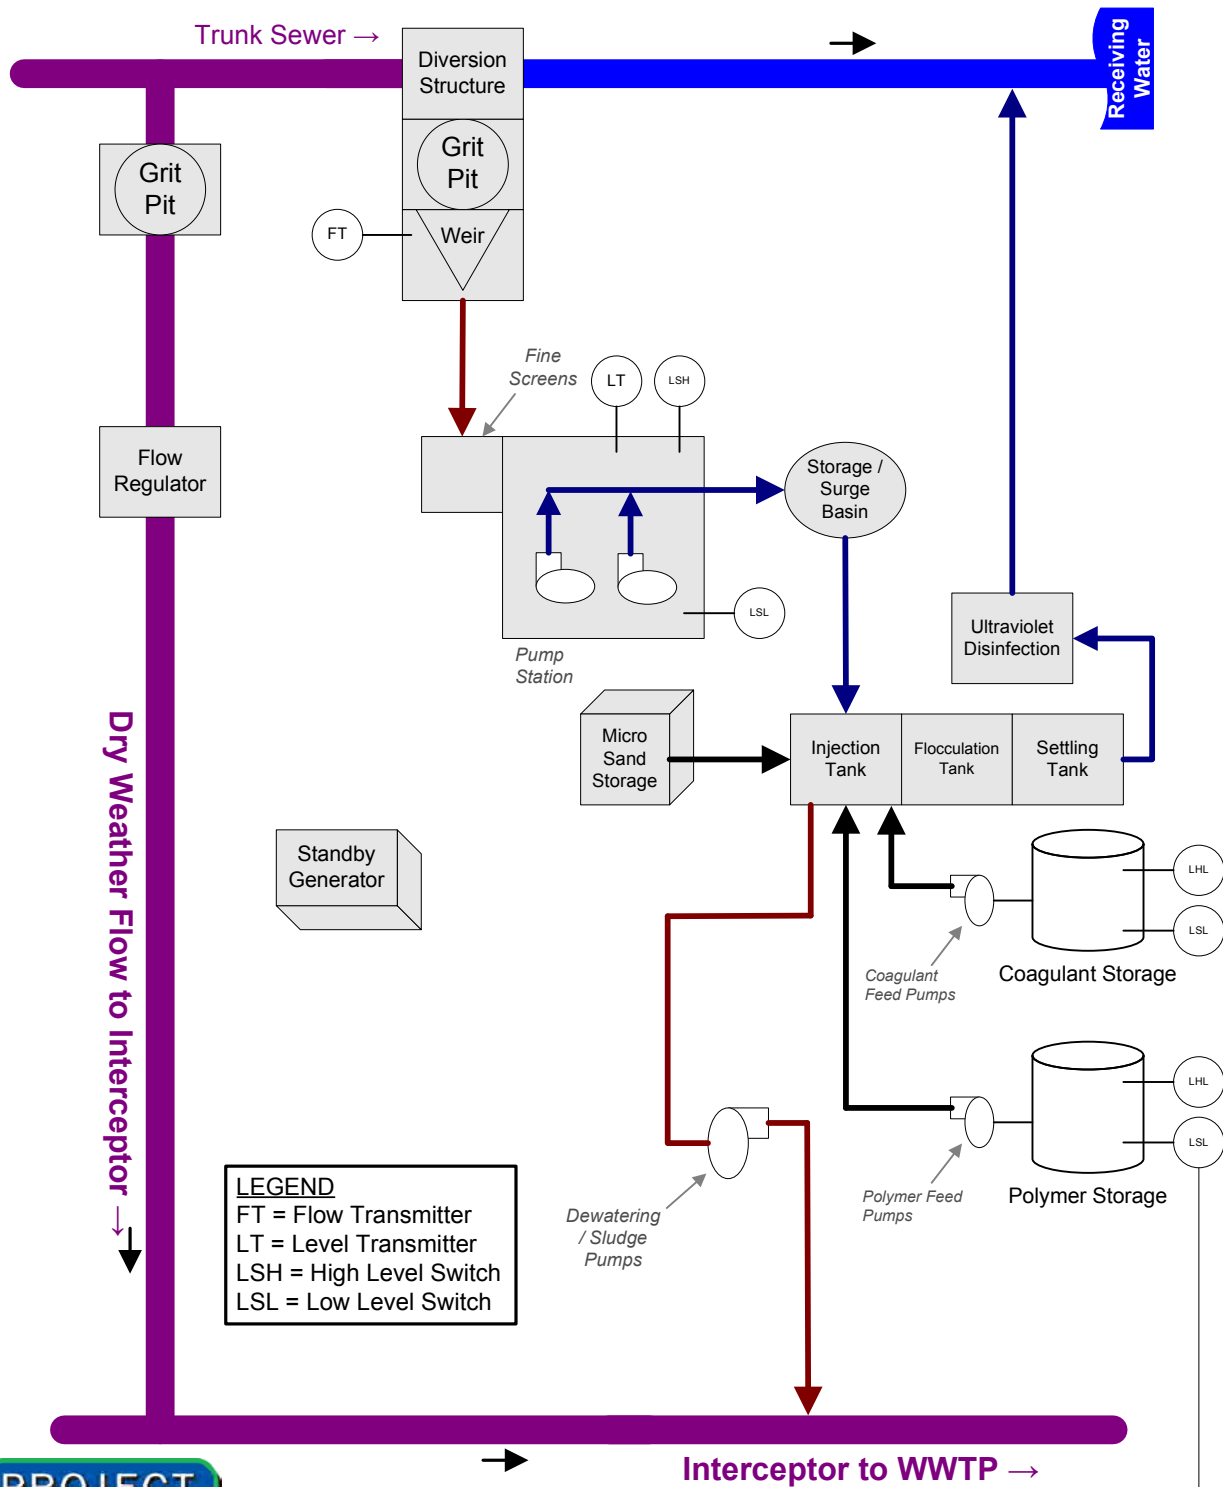 Trunk Sewer →
Diversion
Structure
Receiving
Water
Grit
Pit
Grit
Pit
FT
Weir
Fine
Screens
LT
LSH
Flow
Regulator
Storage /
Surge
Basin
LSL
Ultraviolet
Disinfection
Pump
Station
Micro
Sand
Storage
Injection
Tank
Flocculation
Tank
Settling
Tank
Dry Weather Flow to Interceptor →
Standby
Generator
LHL
LSL
Coagulant
Feed Pumps
Coagulant Storage
LHL
LSL
Polymer Feed
Pumps
Polymer Storage
Dewatering
/ Sludge
Pumps
LEGEND
FT = Flow Transmitter
LT = Level Transmitter
LSH = High Level Switch
LSL = Low Level Switch
Interceptor to WWTP →
PROJECT